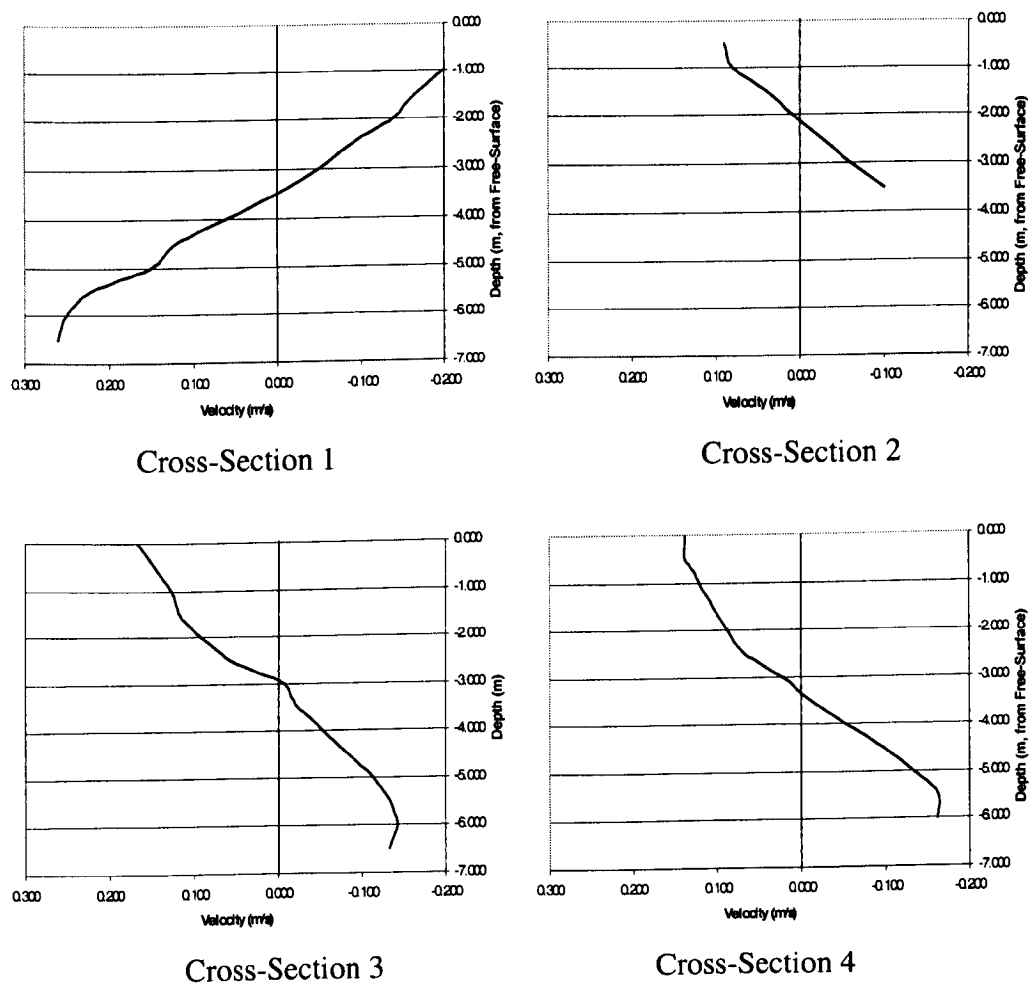 0.000
-1.000
-2.000
-3.000
-4.000
-5.000
-6.000
-7.000
Depth (m, from Free-Surface)
0.300 0.200 0.100 0.000 -0.100 -0.200
Velocity (m/s)
Cross-Section 1
0.000
-1.000
-2.000
-3.000
-4.000
-5.000
-6.000
-7.000
Depth (m, from Free-Surface)
0.300 0.200 0.100 0.000 -0.100 -0.200
Velocity (m/s)
Cross-Section 2
0.000
-1.000
-2.000
-3.000
-4.000
-5.000
-6.000
-7.000
Depth (m)
0.300 0.200 0.100 0.000 -0.100 -0.200
Velocity (m/s)
Cross-Section 3
0.000
-1.000
-2.000
-3.000
-4.000
-5.000
-6.000
-7.000
Depth (m, from Free-Surface)
0.300 0.200 0.100 0.000 -0.100 -0.200
Velocity (m/s)
Cross-Section 4